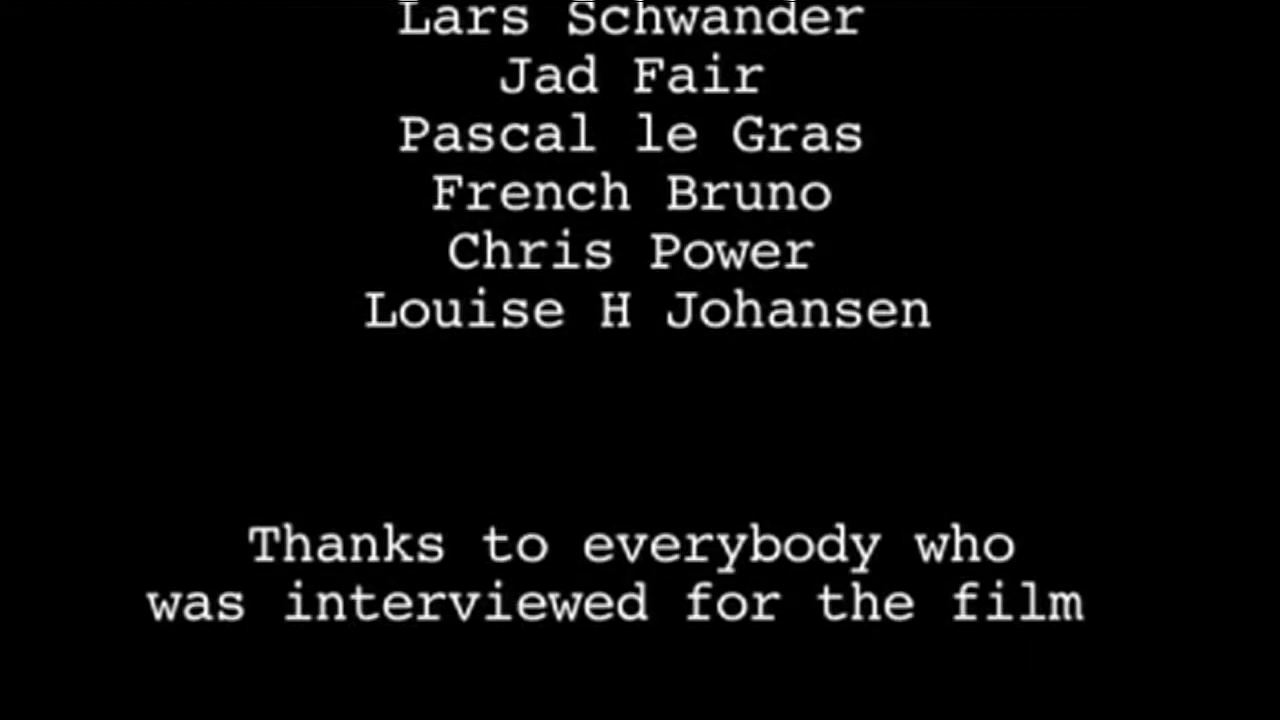 Lars Schwander
Jad Fair
Pascal le Gras
French Bruno
Chris Power
Louise H Johansen
Thanks to everybody who
was interviewed for the film